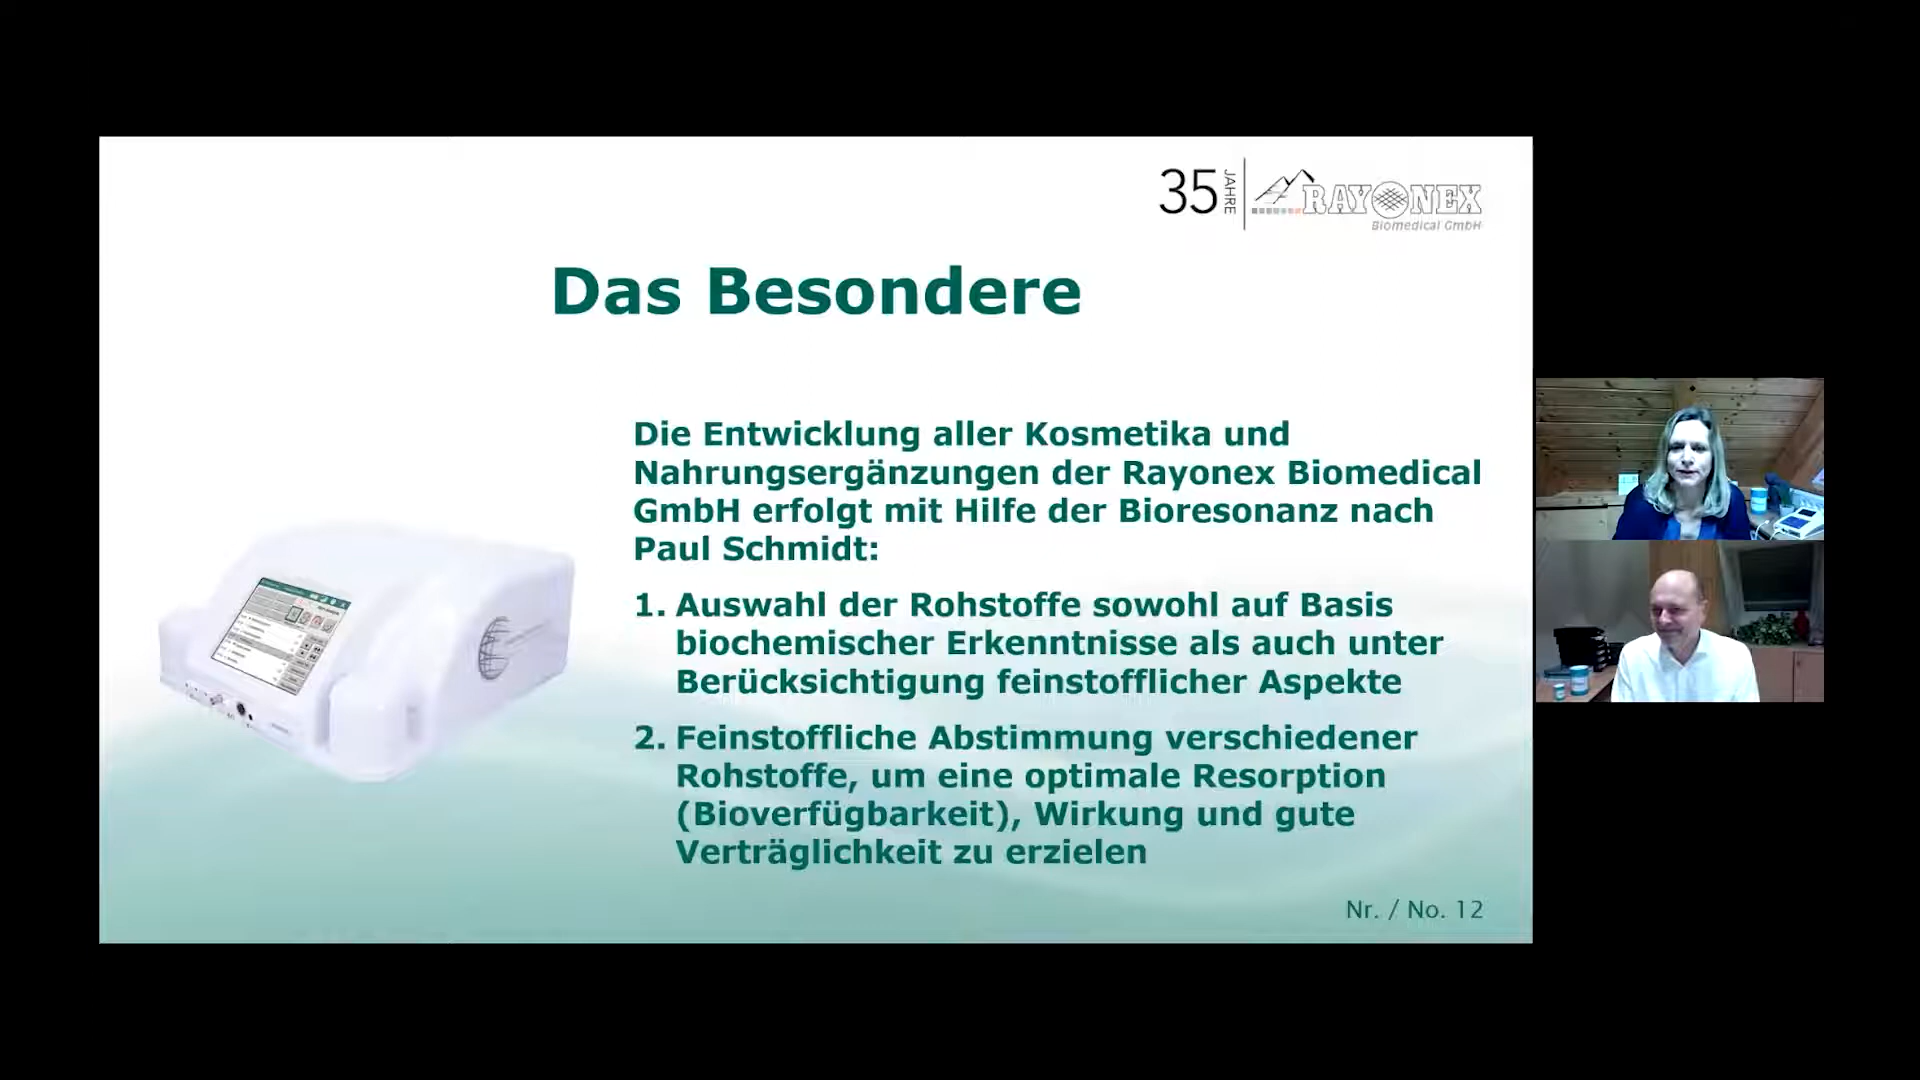 35 JAHRE
RAYONEX
Biomedical GmbH
Das Besondere
Die Entwicklung aller Kosmetika und
Nahrungsergänzungen der Rayonex Biomedical
GmbH erfolgt mit Hilfe der Bioresonanz nach
Paul Schmidt:
1. Auswahl der Rohstoffe sowohl auf Basis
biochemischer Erkenntnisse als auch unter
Berücksichtigung feinstofflicher Aspekte
2. Feinstoffliche Abstimmung verschiedener
Rohstoffe, um eine optimale Resorption
(Bioverfügbarkeit), Wirkung und gute
Verträglichkeit zu erzielen
Nr. / No. 12